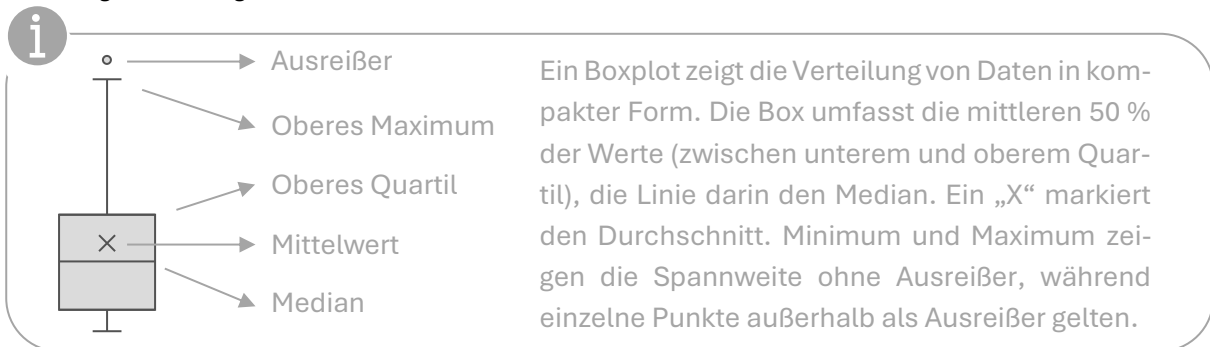 i
Ausreißer
Oberes Maximum
Oberes Quartil
Mittelwert
Median
Ein Boxplot zeigt die Verteilung von Daten in kom-
pakter Form. Die Box umfasst die mittleren 50 %
der Werte (zwischen unterem und oberem Quar-
til), die Linie darin den Median. Ein „X“ markiert
den Durchschnitt. Minimum und Maximum zei-
gen die Spannweite ohne Ausreißer, während
einzelne Punkte außerhalb als Ausreißer gelten.